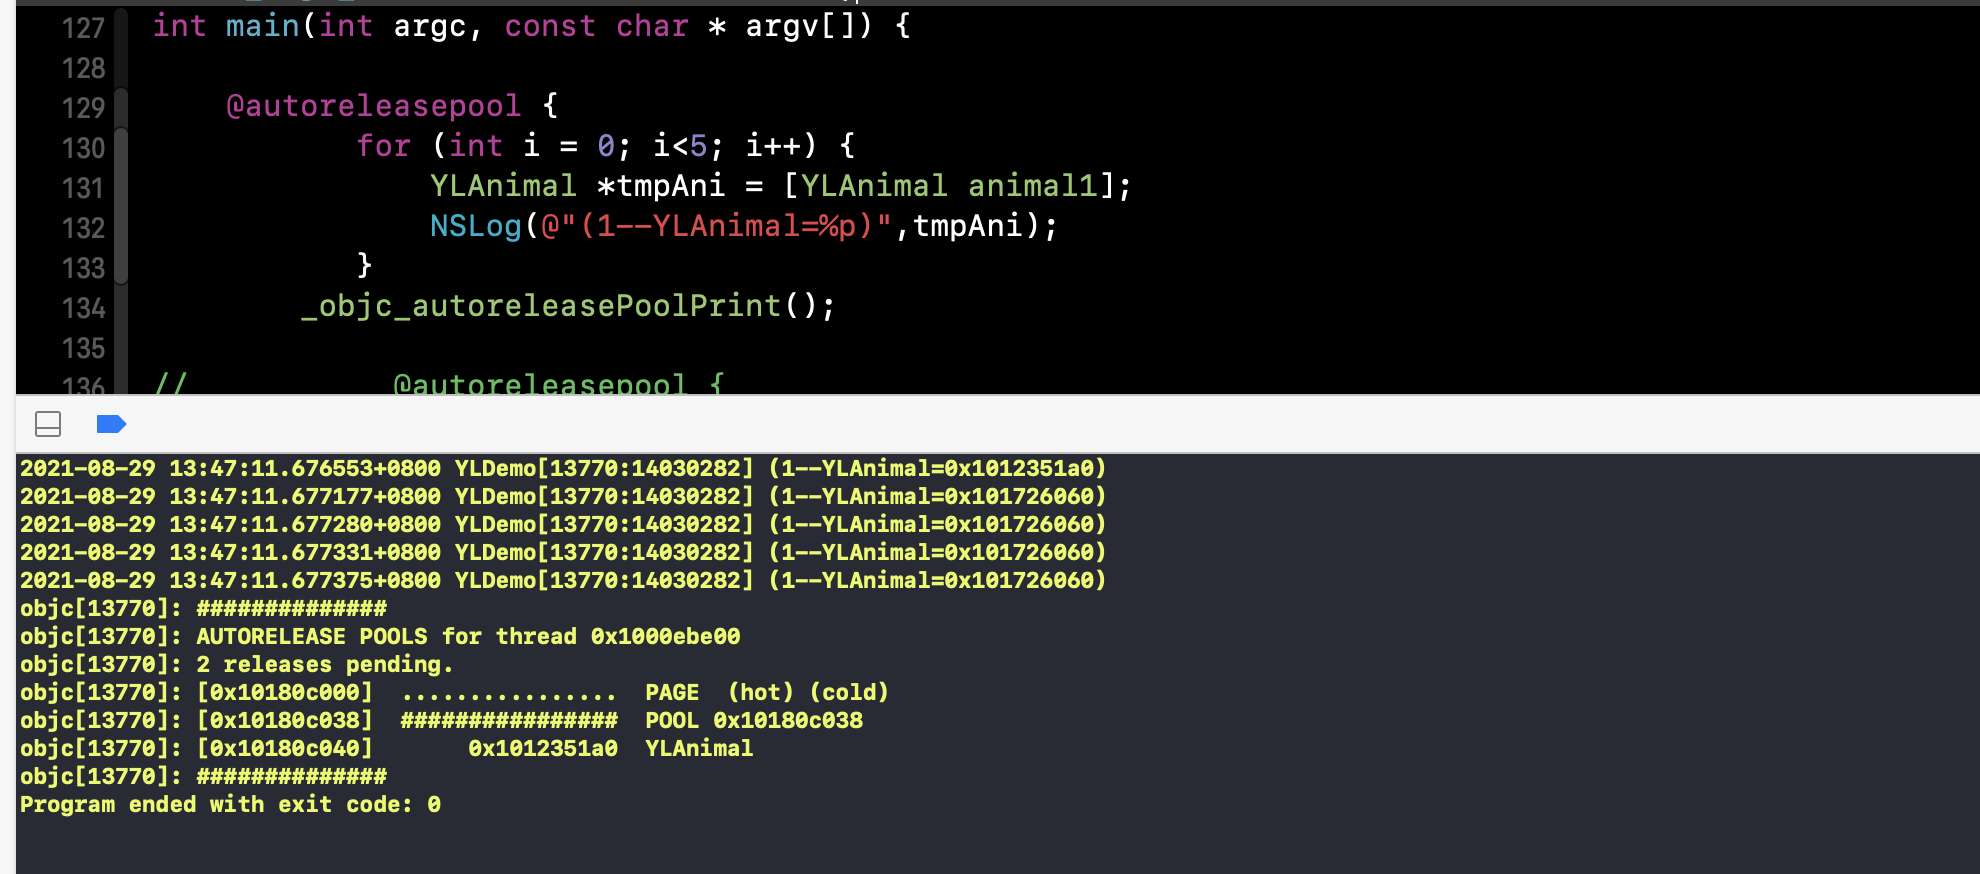 127 int main(int argc, const char * argv[]) {
128
129 @autoreleasepool {
130 for (int i = 0; i<5; i++) {
131 YLAnimal *tmpAni = [YLAnimal animal1];
132 NSLog(@"(1--YLAnimal=%p)",tmpAni);
133 }
134 _objc_autoreleasePoolPrint();
135
136 // @autoreleasepool {
2021-08-29 13:47:11.676553+0800 YLDemo[13770:14030282] (1--YLAnimal=0x1012351a0)
2021-08-29 13:47:11.677177+0800 YLDemo[13770:14030282] (1--YLAnimal=0x101726060)
2021-08-29 13:47:11.677280+0800 YLDemo[13770:14030282] (1--YLAnimal=0x101726060)
2021-08-29 13:47:11.677331+0800 YLDemo[13770:14030282] (1--YLAnimal=0x101726060)
2021-08-29 13:47:11.677375+0800 YLDemo[13770:14030282] (1--YLAnimal=0x101726060)
objc[13770]: ##############
objc[13770]: AUTORELEASE POOLS for thread 0x1000ebe00
objc[13770]: 2 releases pending.
objc[13770]: [0x10180c000] ................ PAGE (hot) (cold)
objc[13770]: [0x10180c038] ################ POOL 0x10180c038
objc[13770]: [0x10180c040] 0x1012351a0 YLAnimal
objc[13770]: ##############
Program ended with exit code: 0